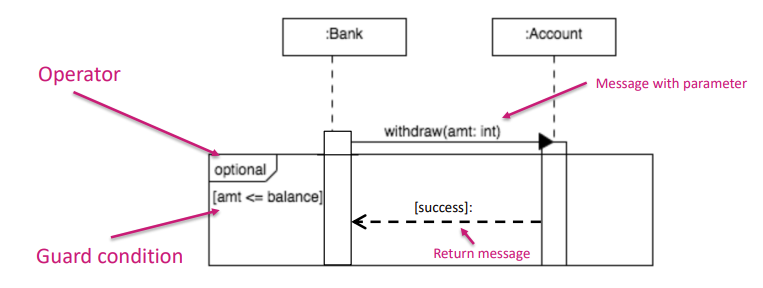 :Bank
:Account
Operator
Message with parameter
withdraw(amt: int)
optional
[amt <= balance]
[success]:
Guard condition
Return message